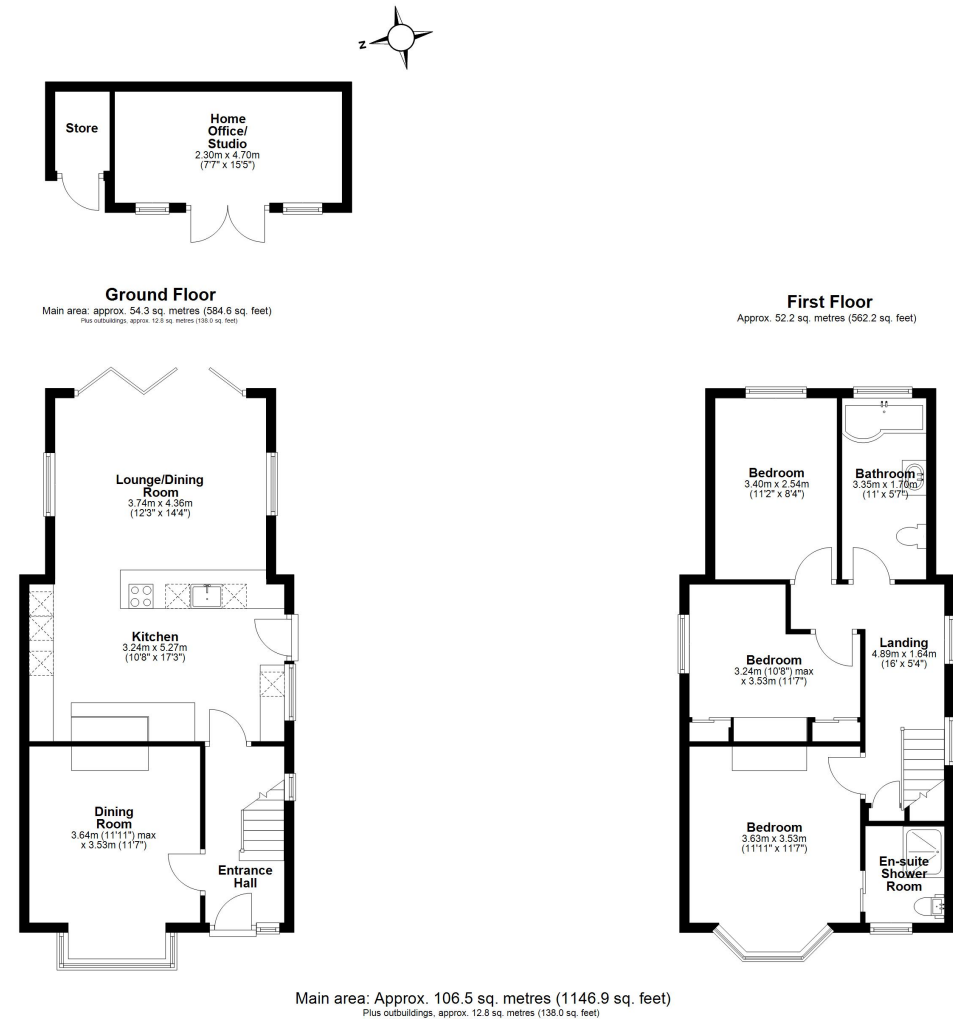 Z
Store
Home
Office/
Studio
2.30m x 4.70m
(7'7" x 15'5")
Ground Floor
Main area: approx. 54.3 sq. metres (584.6 sq. feet)
Plus outbuildings, approx. 12.8 sq. metres (138.0 sq. feet)
Lounge/Dining
Room
3.74m x 4.36m
(12'3" x 14'4")
Kitchen
3.24m x 5.27m
(10'8" x 17'3")
Dining
Room
3.64m (11'11") max
x 3.53m (11'7")
Entrance
Hall
First Floor
Approx. 52.2 sq. metres (562.2 sq. feet)
Bedroom
3.40m x 2.54m
(11'2" x 8'4")
Bathroom
3.35m x 1.70m
(11' x 5'7")
Bedroom
3.24m (10'8") max
x 3.53m (11'7")
Landing
4.89m x 1.64m
(16' x 5'4")
Bedroom
3.63m x 3.53m
(11'11" x 11'7")
En-suite
Shower
Room
Main area: Approx. 106.5 sq. metres (1146.9 sq. feet)
Plus outbuildings, approx. 12.8 sq. metres (138.0 sq. feet)